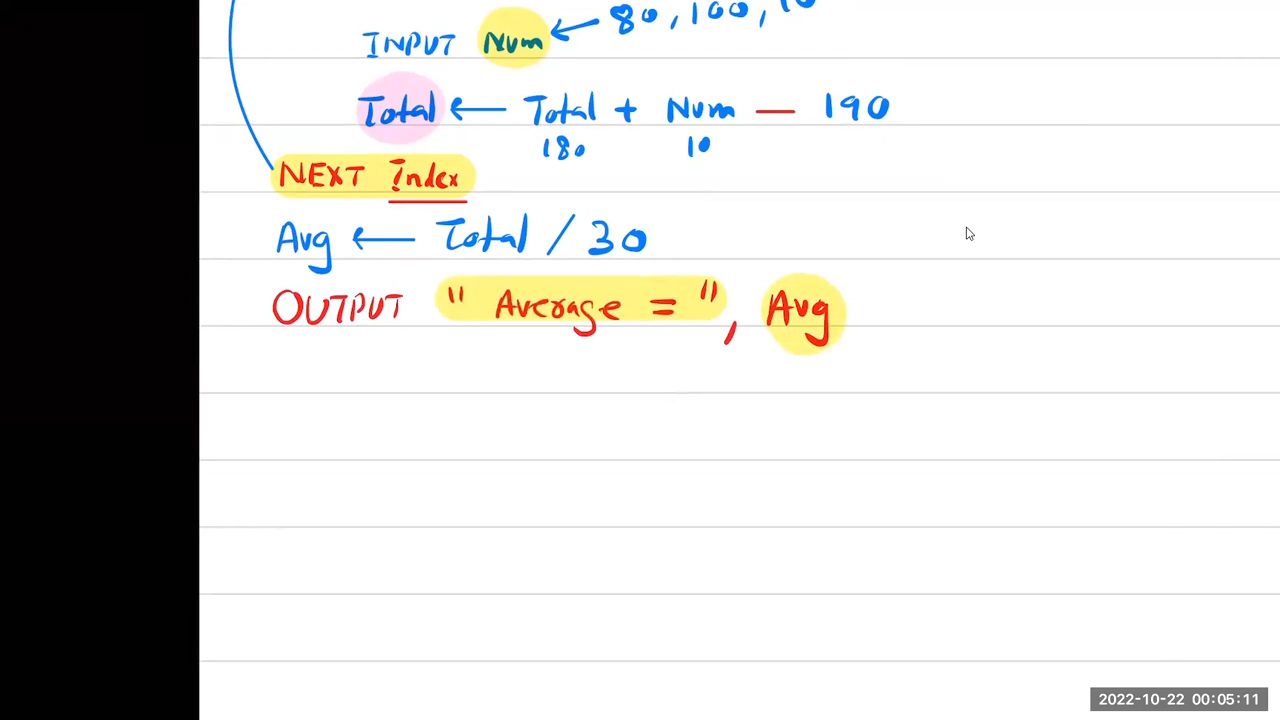 80, 100, 10
INPUT Num ←
Total ← Total + Num — 190
180 10
NEXT Index
Avg ← Total / 30
OUTPUT " Average = ", Avg
2022-10-22 00:05:11